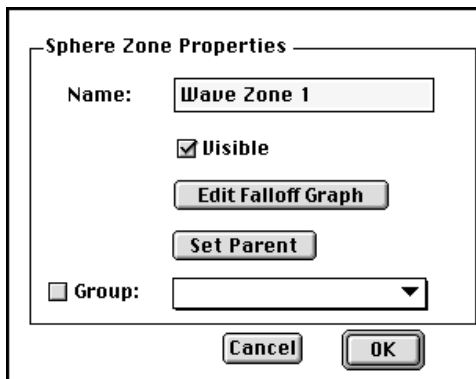 Sphere Zone Properties
Name: Wave Zone 1
Visible
Edit Falloff Graph
Set Parent
Group:
Cancel OK